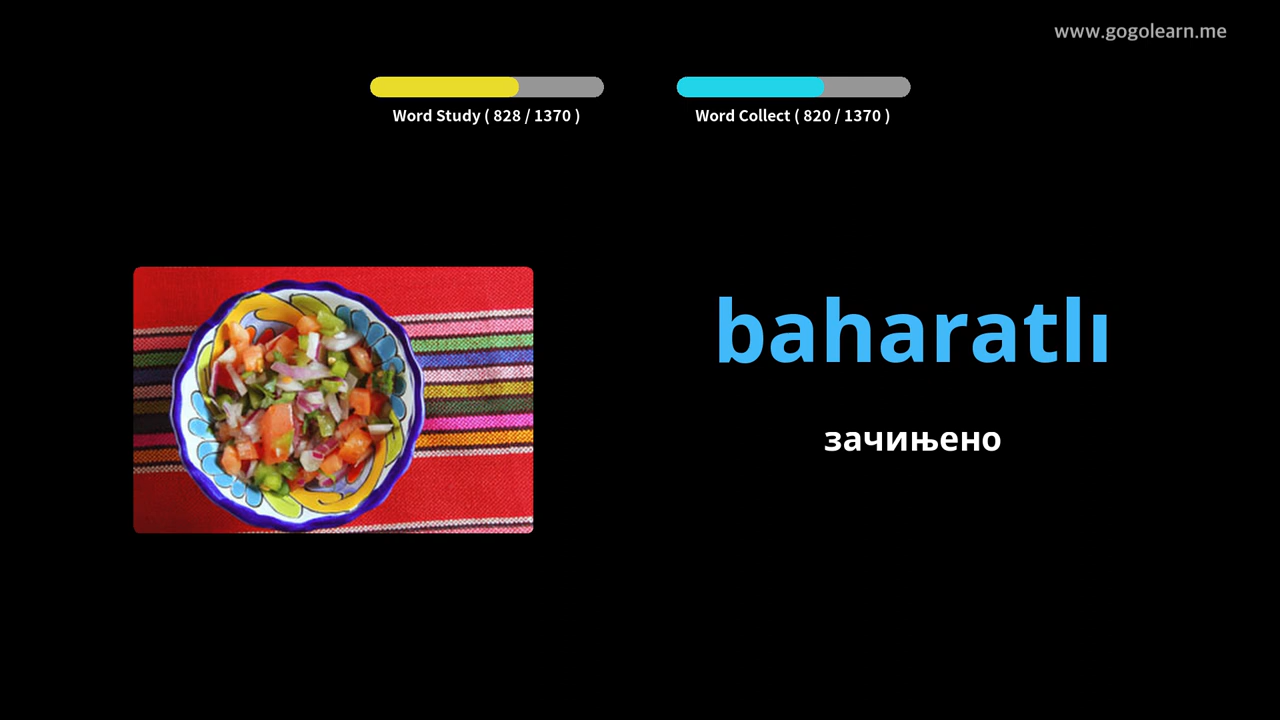 www.gogolearn.me
Word Study ( 828 / 1370 )
Word Collect ( 820 / 1370 )
baharatlı
зачињено